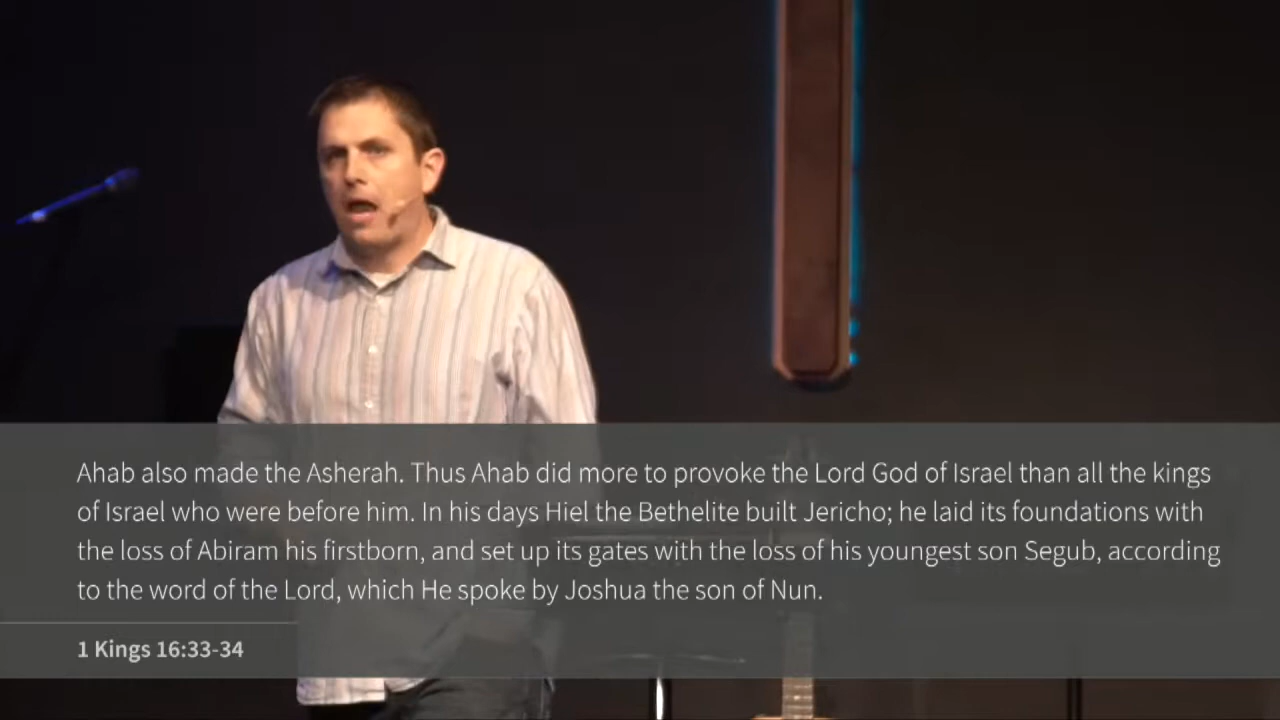 Ahab also made the Asherah. Thus Ahab did more to provoke the Lord God of Israel than all the kings
of Israel who were before him. In his days Hiel the Bethelite built Jericho; he laid its foundations with
the loss of Abiram his firstborn, and set up its gates with the loss of his youngest son Segub, according
to the word of the Lord, which He spoke by Joshua the son of Nun.
1 Kings 16:33-34